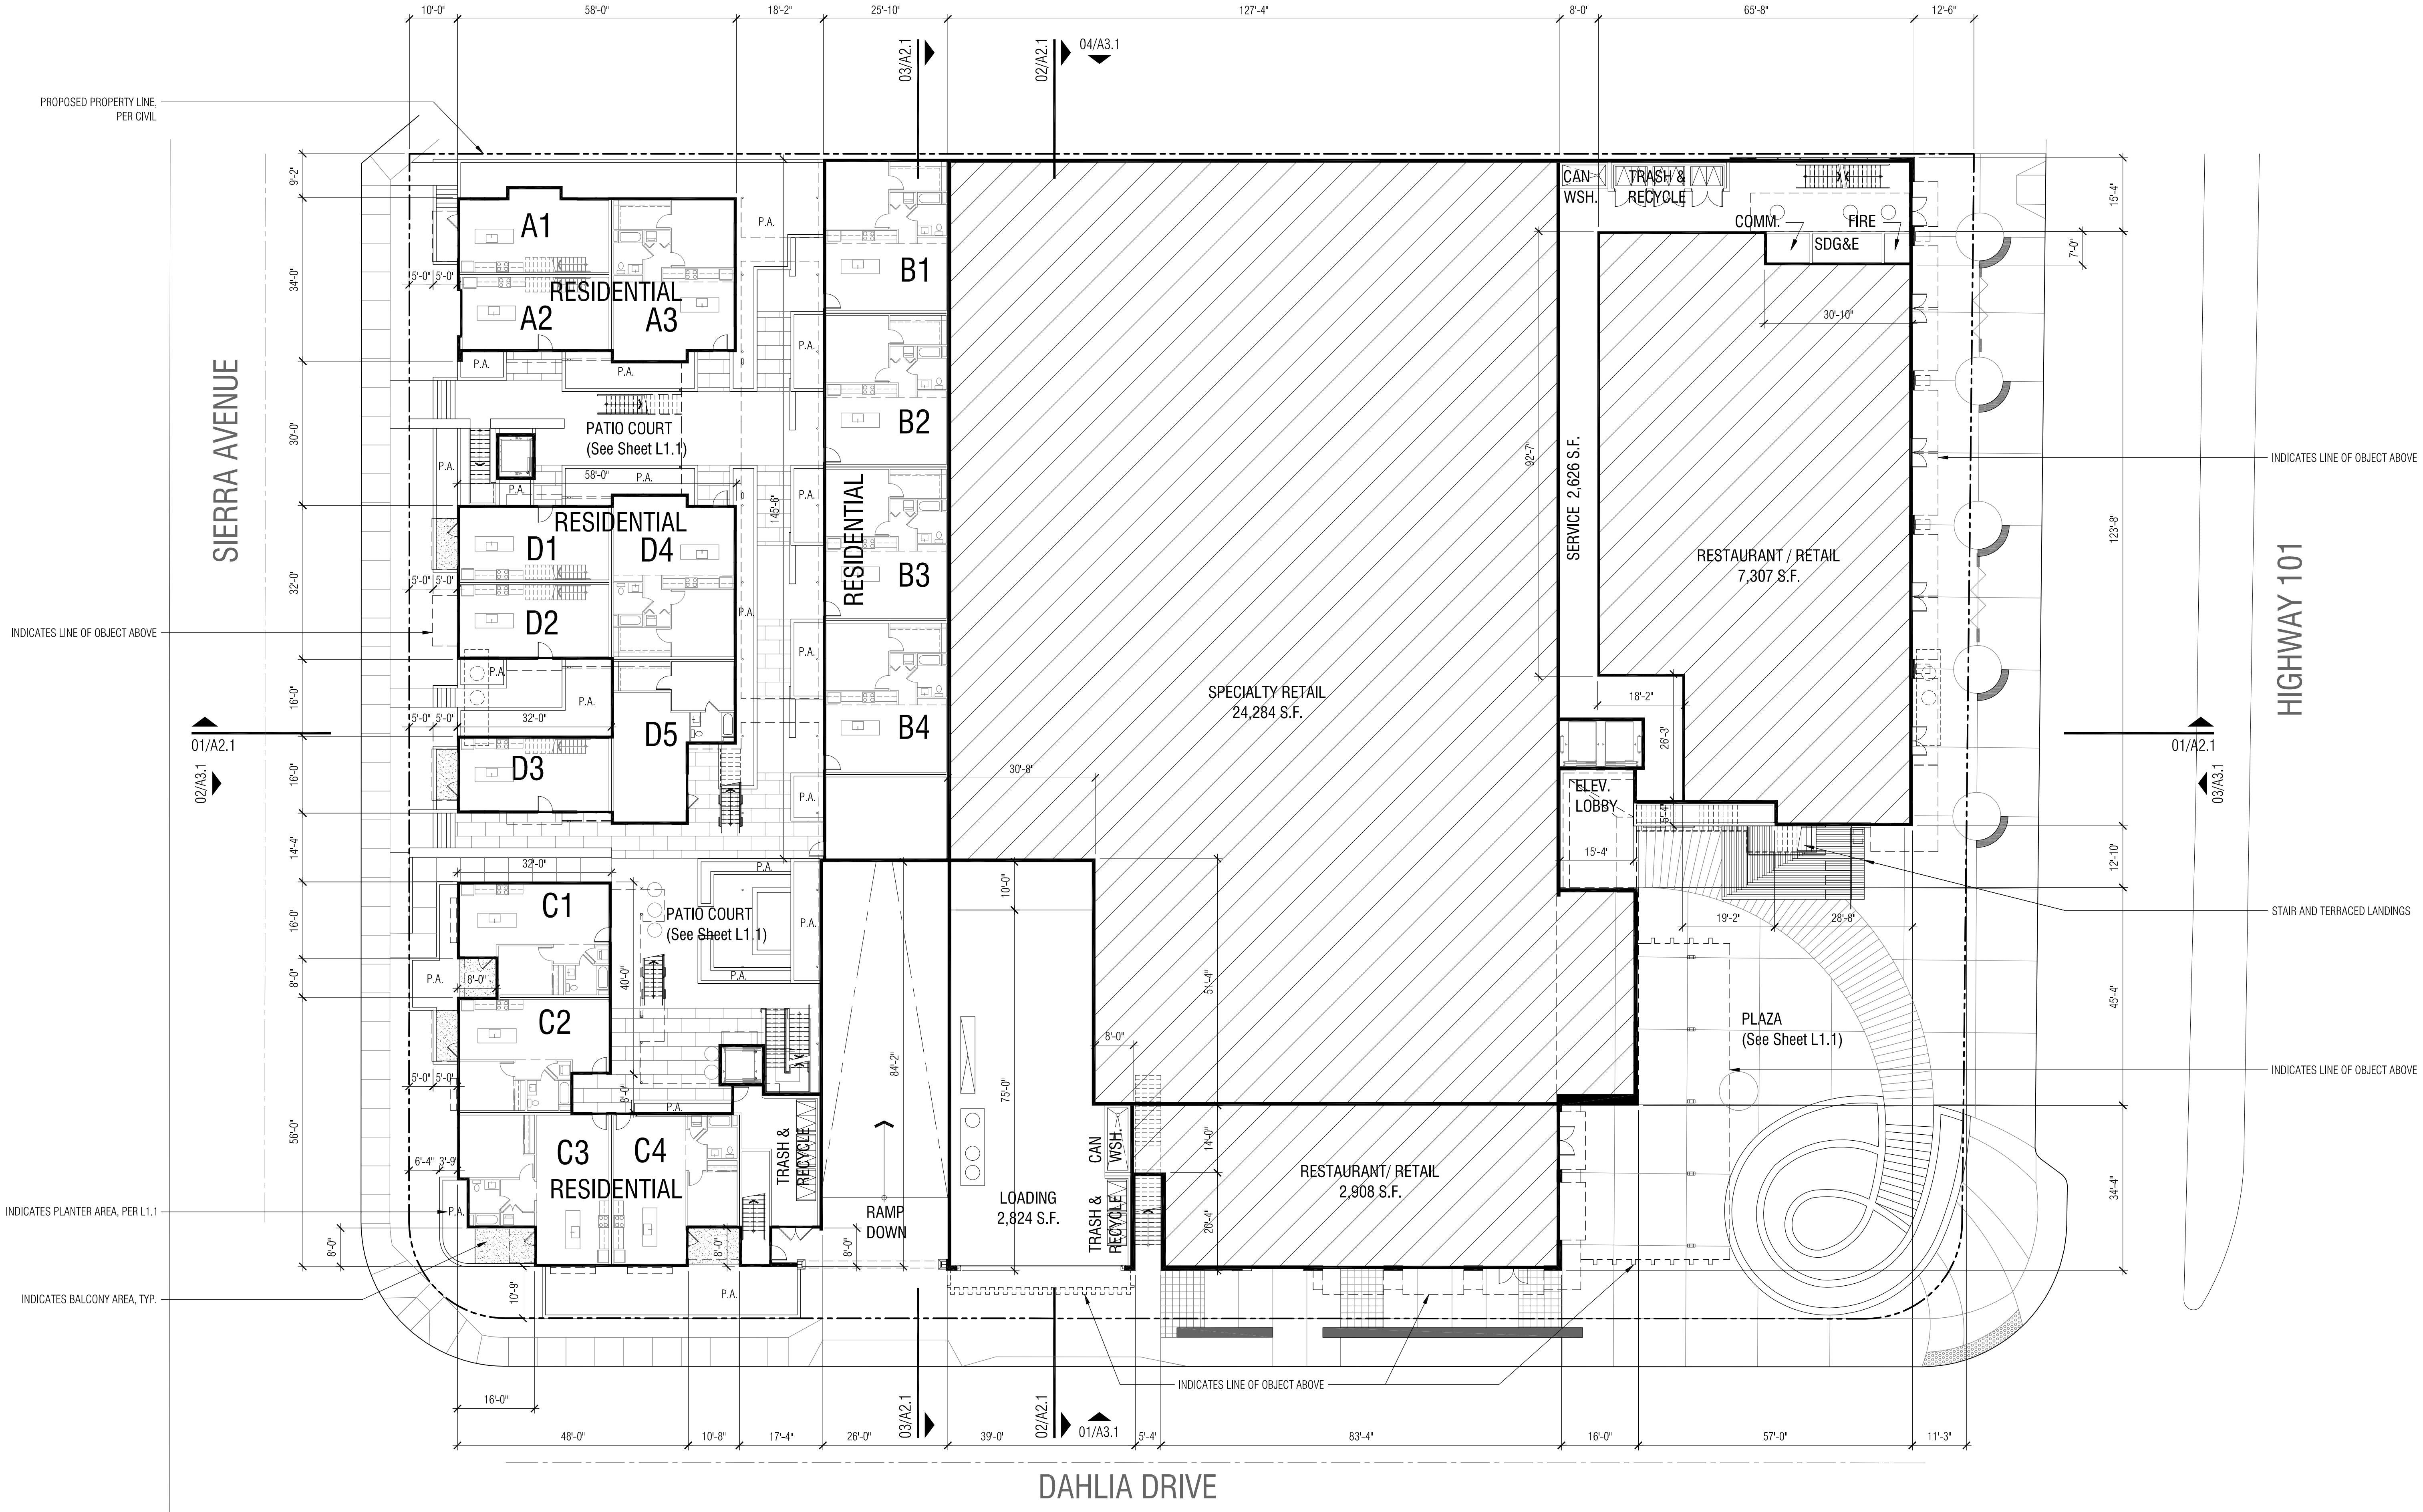 10'-0" 58'-0" 18'-2" 25'-10" 127'-4" 8'-0" 65'-8" 12'-6"
03/A2.1
02/A2.1
04/A3.1
PROPOSED PROPERTY LINE,
PER CIVIL
9'-2"
34'-0"
30'-0"
32'-0"
16'-0"
16'-0"
14'-4"
16'-0"
8'-0"
56'-0"
8'-0"
SIERRA AVENUE
INDICATES LINE OF OBJECT ABOVE
01/A2.1
02/A3.1
INDICATES PLANTER AREA, PER L1.1
INDICATES BALCONY AREA, TYP.
A1
RESIDENTIAL
A2
A3
5'-0" 5'-0"
P.A.
P.A.
P.A.
P.A.
PATIO COURT
(See Sheet L1.1)
P.A.
P.A.
58'-0"
P.A.
145'-6"
RESIDENTIAL
D1
D4
5'-0" 5'-0"
D2
P.A.
P.A.
P.A.
5'-0" 5'-0"
32'-0"
D5
D3
B1
B2
P.A.
RESIDENTIAL
B3
P.A.
B4
P.A.
32'-0"
C1
PATIO COURT
(See Sheet L1.1)
P.A.
P.A.
P.A.
P.A.
8'-0"
40'-0"
C2
5'-0" 5'-0"
8'-0"
P.A.
C3
C4
RESIDENTIAL
6'-4" 3'-9"
P.A.
8'-0"
10'-9"
P.A.
TRASH &
RECYCLE
8'-0"
84'-2"
RAMP
DOWN
30'-8"
10'-0"
75'-0"
LOADING
2,824 S.F.
CAN
WSH.
TRASH &
RECYCLE
SPECIALTY RETAIL
24,284 S.F.
51'-4"
8'-0"
14'-0"
20'-4"
RESTAURANT/ RETAIL
2,908 S.F.
CAN
WSH.
TRASH &
RECYCLE
COMM.
FIRE
SDG&E
30'-10"
92'-7"
SERVICE 2,626 S.F.
RESTAURANT / RETAIL
7,307 S.F.
18'-2"
26'-3"
ELEV.
LOBBY
5'-4"
15'-4"
19'-2"
28'-8"
PLAZA
(See Sheet L1.1)
15'-4"
7'-0"
123'-8"
12'-10"
45'-4"
34'-4"
INDICATES LINE OF OBJECT ABOVE
HIGHWAY 101
01/A2.1
03/A3.1
STAIR AND TERRACED LANDINGS
INDICATES LINE OF OBJECT ABOVE
INDICATES LINE OF OBJECT ABOVE
16'-0"
03/A2.1
02/A2.1
01/A3.1
48'-0" 10'-8" 17'-4" 26'-0" 39'-0" 5'-4" 83'-4" 16'-0" 57'-0" 11'-3"
DAHLIA DRIVE